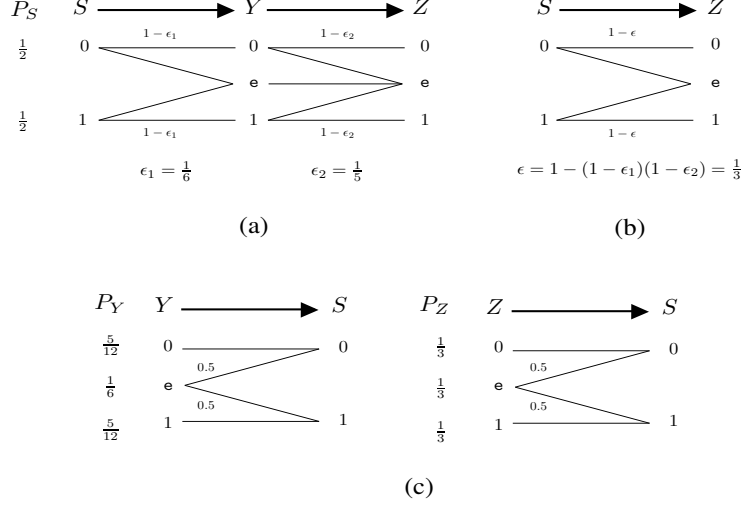 P_S S Y Z
1/2 0 1 − ϵ_1 0 1 − ϵ_2 0
e e
1/2 1 1 − ϵ_1 1 1 − ϵ_2 1
ϵ_1 = 1/6 ϵ_2 = 1/5
(a)
S Z
0 1 − ϵ 0
e
1 1 − ϵ 1
ϵ = 1 − (1 − ϵ_1)(1 − ϵ_2) = 1/3
(b)
P_Y Y S
5/12 0 0
0.5
1/6 e
0.5
5/12 1 1
P_Z Z S
1/3 0 0
0.5
1/3 e
0.5
1/3 1 1
(c)